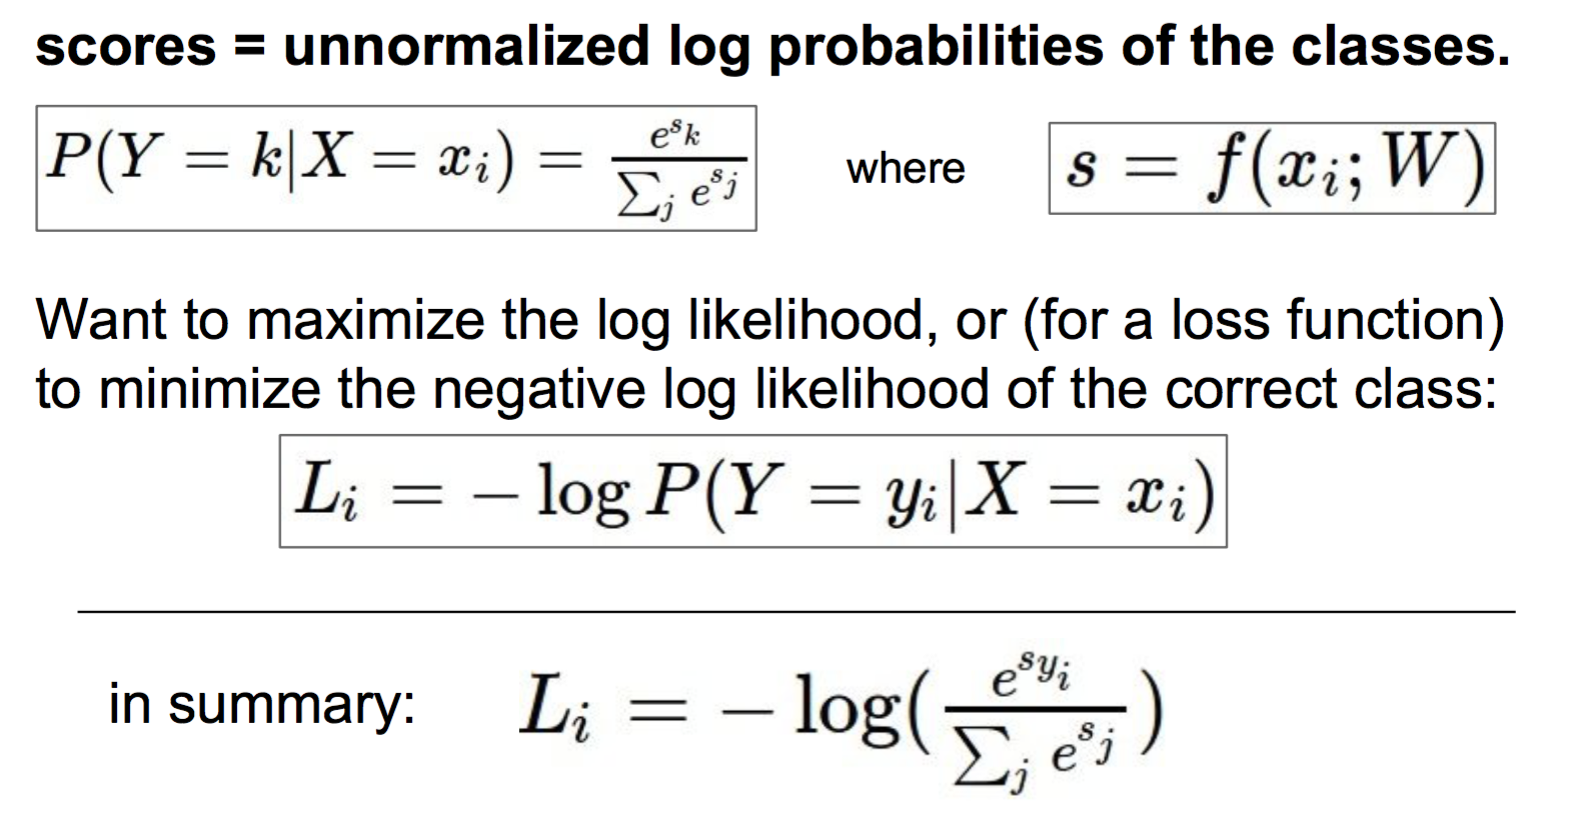 scores = unnormalized log probabilities of the classes.
P(Y = k|X = x_i) = \frac{e^{s_k}}{\sum_j e^{s_j}} where s = f(x_i; W)
Want to maximize the log likelihood, or (for a loss function)
to minimize the negative log likelihood of the correct class:
L_i = − log P(Y = y_i|X = x_i)
in summary: L_i = − log(\frac{e^{s_{y_i}}}{\sum_j e^{s_j}})